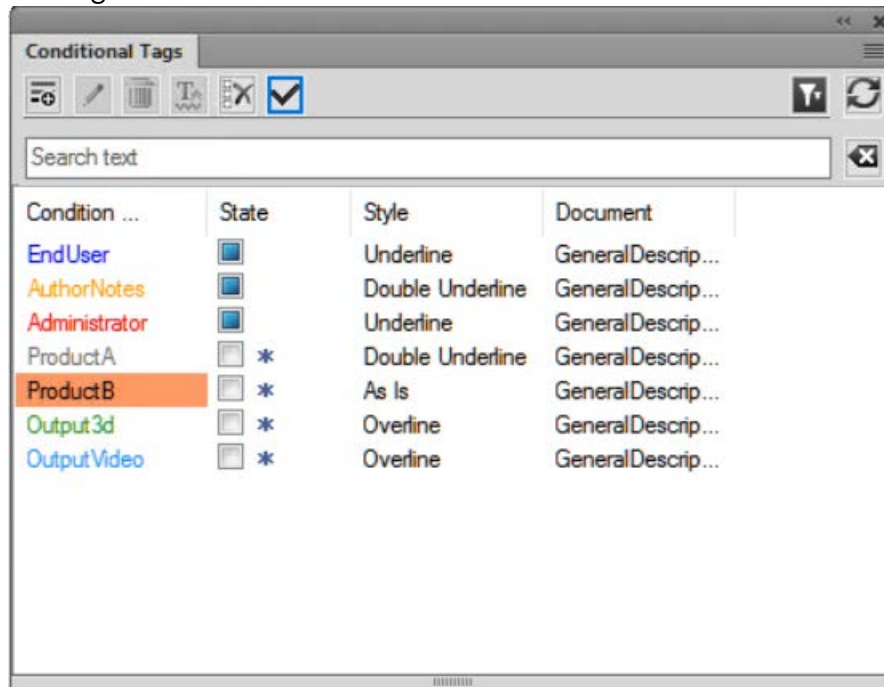 Conditional Tags
Search text
Condition ... State Style Document
EndUser Underline GeneralDescrip...
AuthorNotes Double Underline GeneralDescrip...
Administrator Underline GeneralDescrip...
ProductA * Double Underline GeneralDescrip...
ProductB * As Is GeneralDescrip...
Output3d * Overline GeneralDescrip...
OutputVideo * Overline GeneralDescrip...